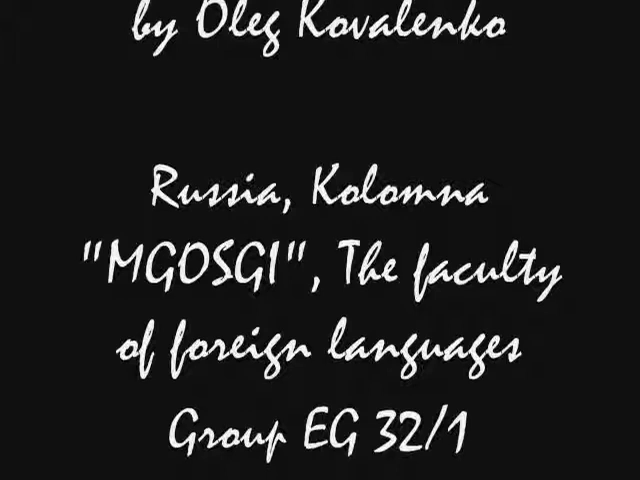 by Oleg Kovalenko
Russia, Kolomna
"MGOSGI", The faculty
of foreign languages
Group EG 32/1